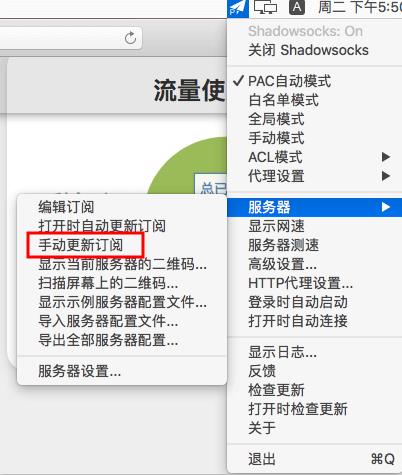 周二 下午5:50
流量使
总已
Shadowsocks: On
关闭 Shadowsocks
PAC自动模式
白名单模式
全局模式
手动模式
ACL模式
代理设置
服务器
显示网速
服务器测速
高级设置...
HTTP代理设置...
登录时自动启动
打开时自动连接
显示日志...
反馈
检查更新
打开时检查更新
关于
退出 ⌘Q
编辑订阅
打开时自动更新订阅
手动更新订阅
显示当前服务器的二维码...
扫描屏幕上的二维码...
显示示例服务器配置文件...
导入服务器配置文件...
导出全部服务器配置...
服务器设置...